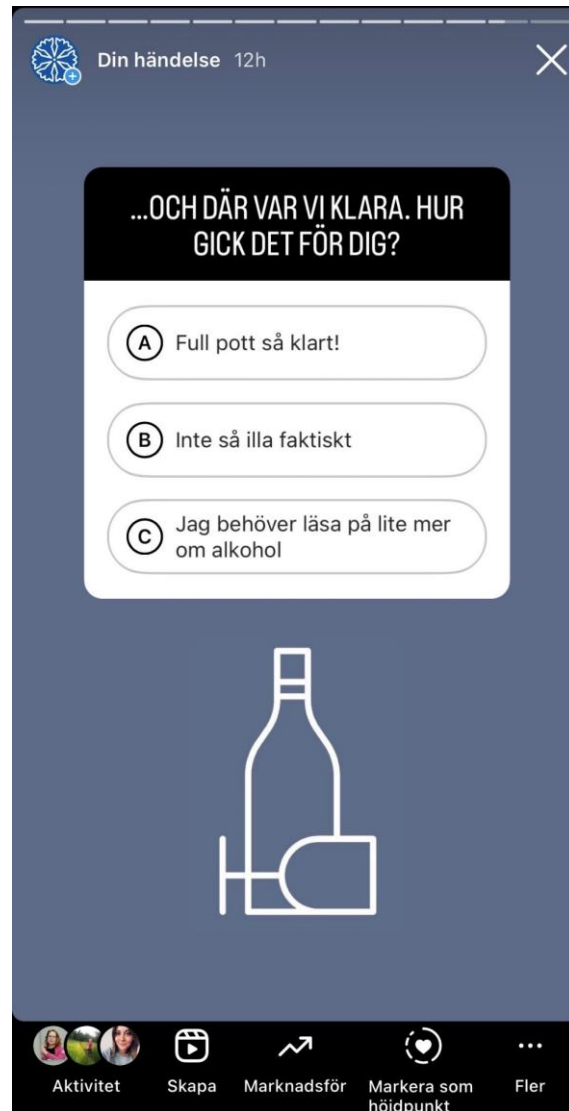 Din händelse 12h
...OCH DÄR VAR VI KLARA. HUR
GICK DET FÖR DIG?
A Full pott så klart!
B Inte så illa faktiskt
C Jag behöver läsa på lite mer
om alkohol
Aktivitet Skapa Marknadsför Markera som Fler
höjdpunkt